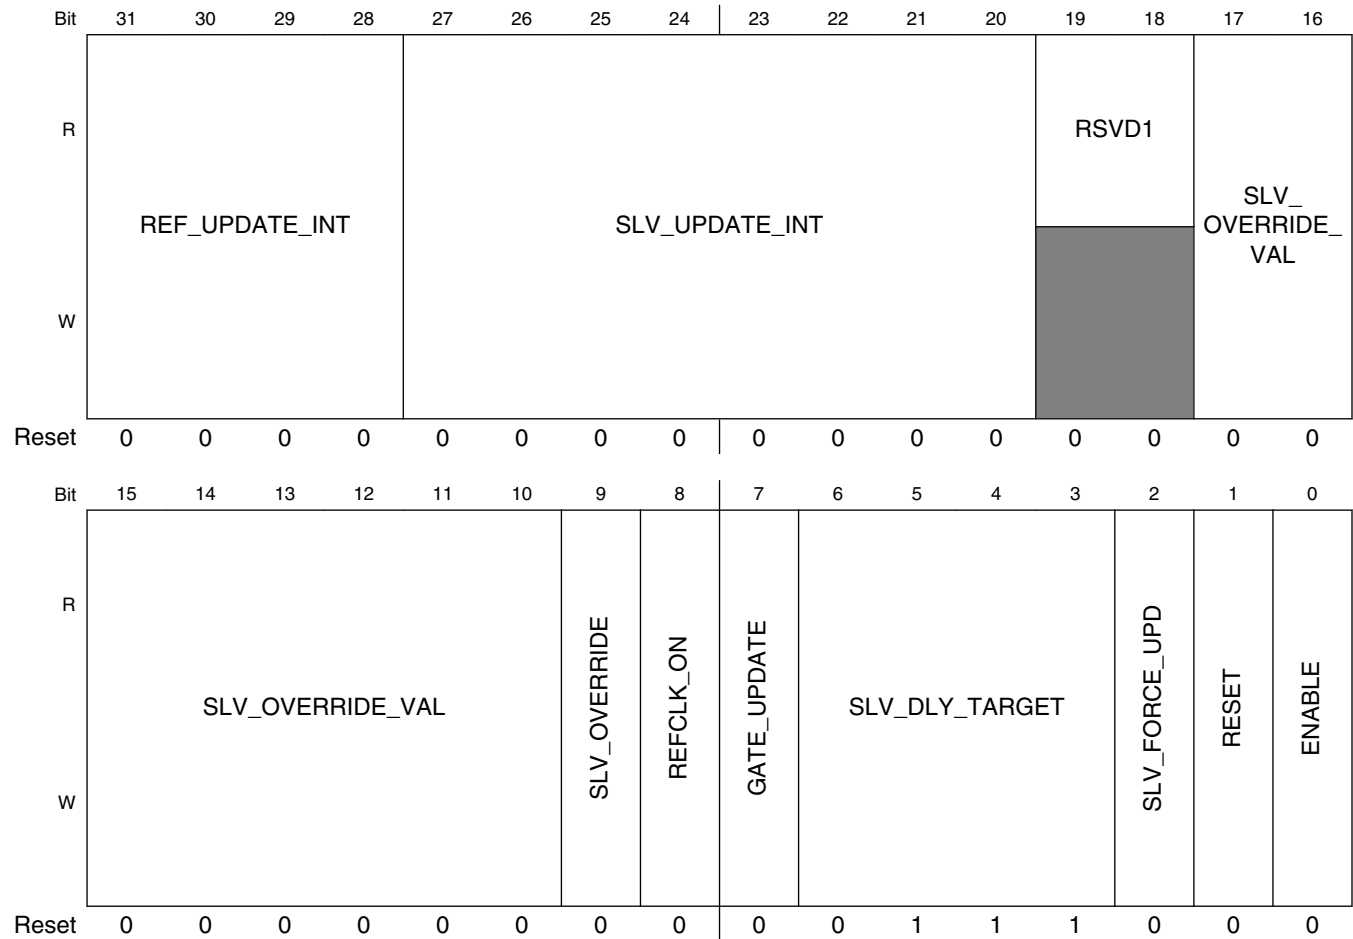 Bit 31 30 29 28 27 26 25 24 23 22 21 20 19 18 17 16
R
RSVD1
REF_UPDATE_INT
SLV_UPDATE_INT
SLV_
OVERRIDE_
VAL
W
Reset 0 0 0 0 0 0 0 0 0 0 0 0 0 0 0 0
Bit 15 14 13 12 11 10 9 8 7 6 5 4 3 2 1 0
R
SLV_OVERRIDE_VAL
SLV_OVERRIDE
REFCLK_ON
GATE_UPDATE
SLV_DLY_TARGET
SLV_FORCE_UPD
RESET
ENABLE
W
Reset 0 0 0 0 0 0 0 0 0 0 1 1 1 0 0 0